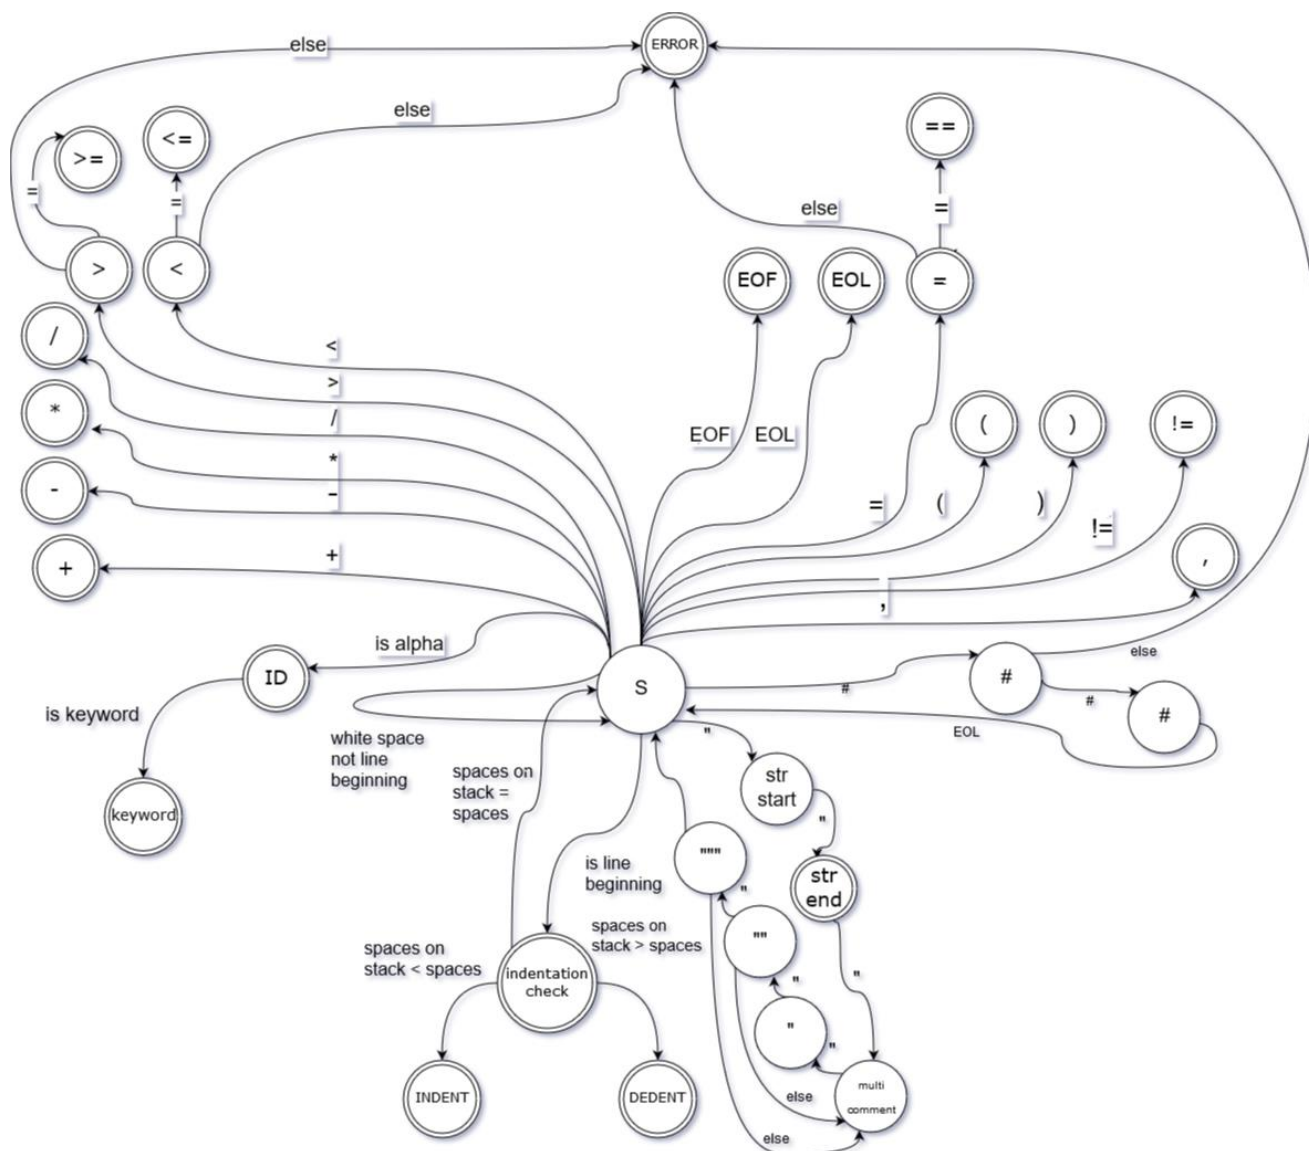 ERROR
else
else
>=
<=
==
=
=
=
else
>
<
EOF
EOL
=
/
<
>
/
*
*
(
)
!=
EOF
EOL
-
-
=
(
)
!=
+
+
,
,
is alpha
ID
S
#
#
else
#
#
EOL
is keyword
white space
not line
beginning
"
keyword
spaces on
stack =
spaces
str
start
"
"""
is line
beginning
"
str
end
spaces on
stack > spaces
""
spaces on
stack < spaces
indentation
check
"
"
"
"
INDENT
DEDENT
else
multi
comment
else